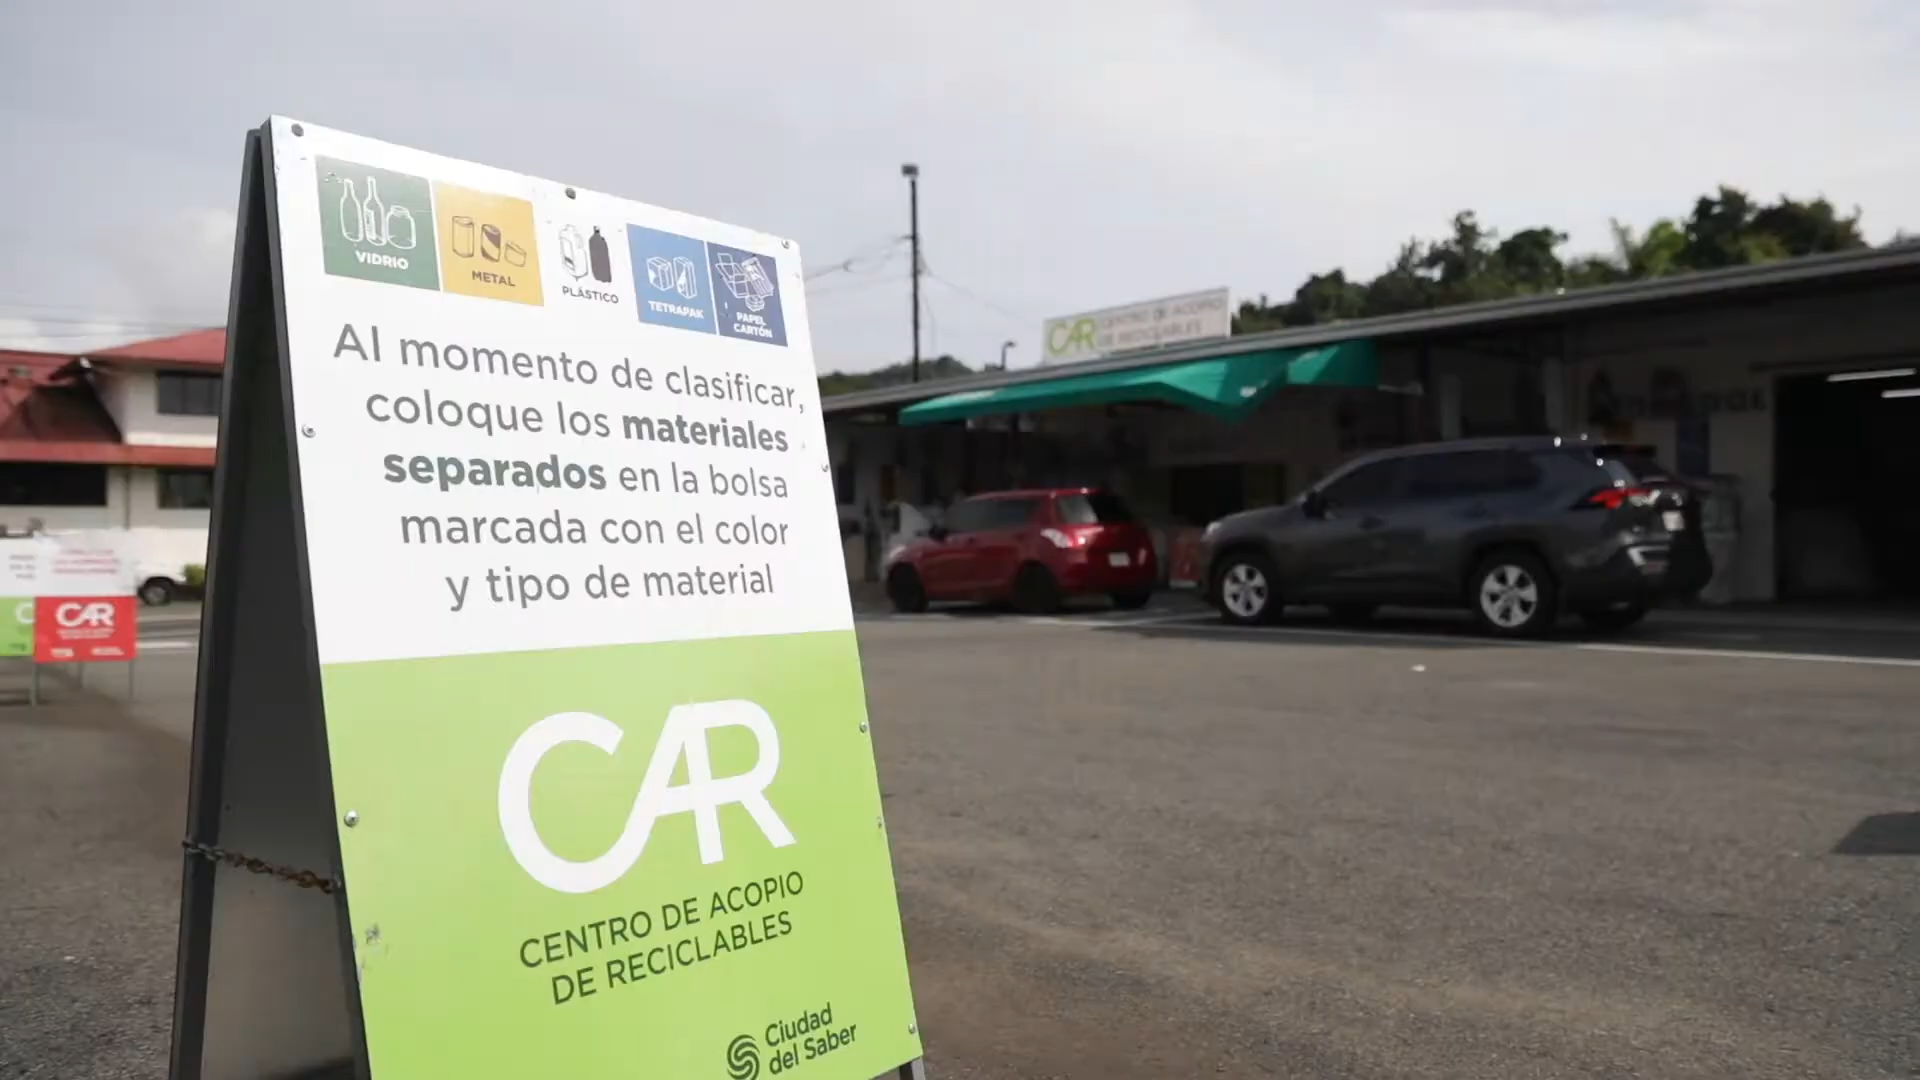 VIDRIO
METAL
PLÁSTICO
TETRAPAK
PAPEL
CARTÓN
Al momento de clasificar,
coloque los materiales
separados en la bolsa
marcada con el color
y tipo de material
CAR
CENTRO DE ACOPIO
DE RECICLABLES
Ciudad
del Saber
CAR
CENTRO DE ACOPIO
DE RECICLABLES
CAR